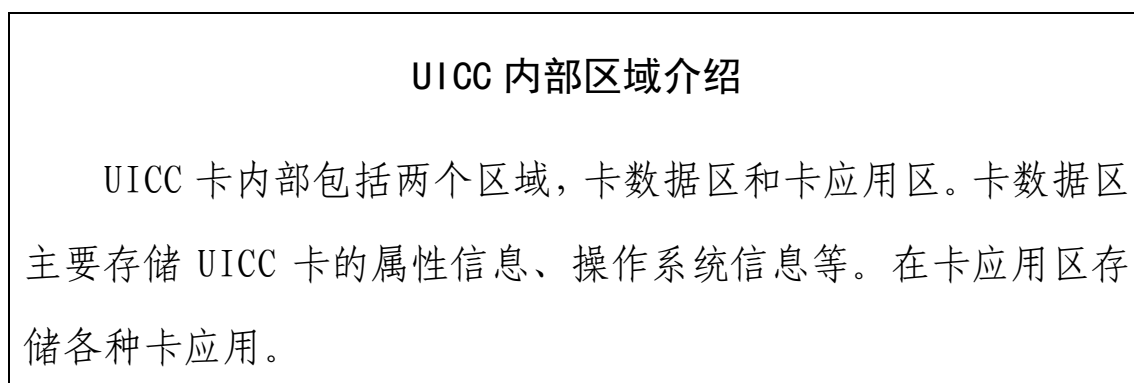 UICC 内部区域介绍
UICC 卡内部包括两个区域，卡数据区和卡应用区。卡数据区
主要存储 UICC 卡的属性信息、操作系统信息等。在卡应用区存
储各种卡应用。